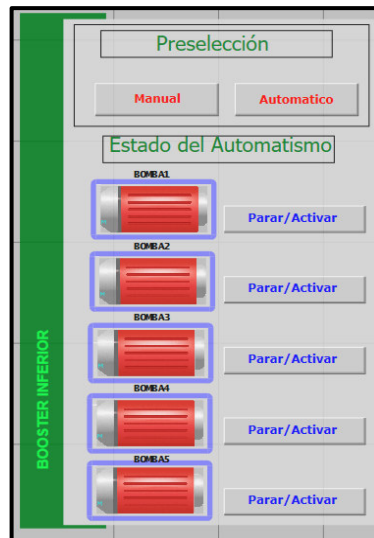 Preselección
Manual
Automatico
Estado del Automatismo
BOMBA1
Parar/Activar
BOMBA2
Parar/Activar
BOMBA3
Parar/Activar
BOMBA4
Parar/Activar
BOMBA5
Parar/Activar
BOOSTER INFERIOR